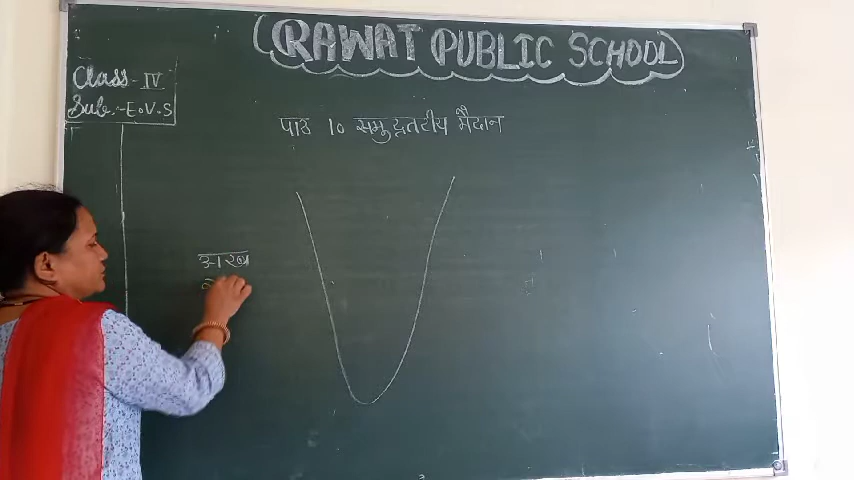 RAWAT PUBLIC SCHOOL
Class - IV
Sub. - E.V.S
पाठ 10 समुद्रतटीय मैदान
अरब